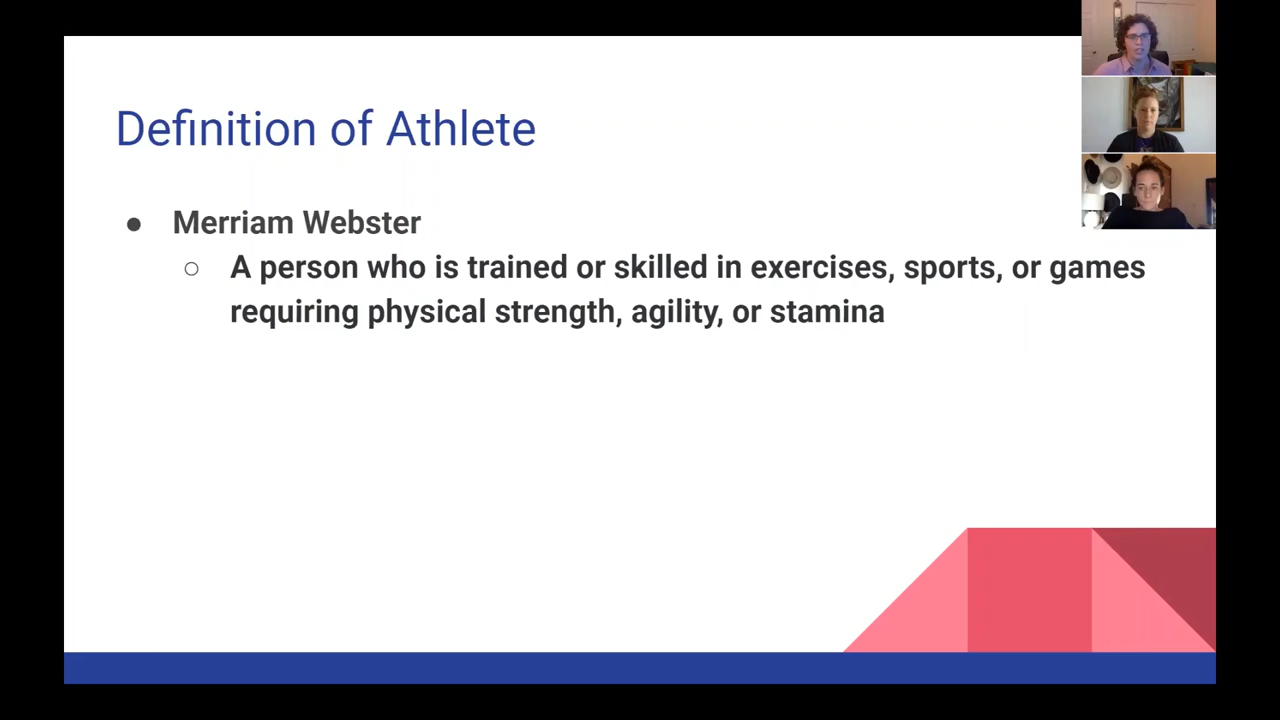 Definition of Athlete
● Merriam Webster
○ A person who is trained or skilled in exercises, sports, or games
requiring physical strength, agility, or stamina